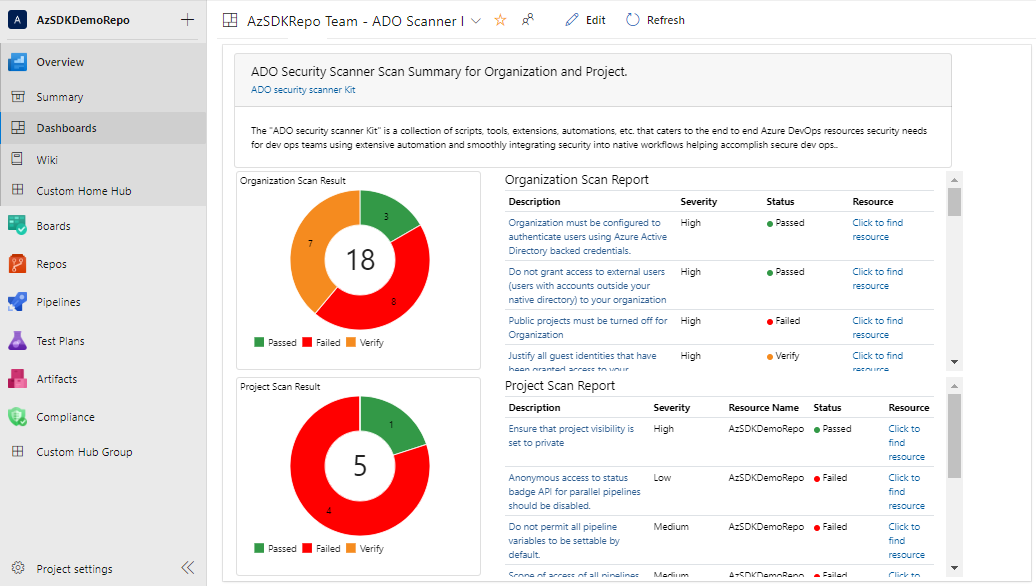 A AzSDKDemoRepo
Overview
Summary
Dashboards
Wiki
Custom Home Hub
Boards
Repos
Pipelines
Test Plans
Artifacts
Compliance
Custom Hub Group
Project settings
AzSDKRepo Team - ADO Scanner
Edit
Refresh
ADO Security Scanner Scan Summary for Organization and Project.
ADO security scanner Kit
The "ADO security scanner Kit" is a collection of scripts, tools, extensions, automations, etc. that caters to the end to end Azure DevOps resources security needs
for dev ops teams using extensive automation and smoothly integrating security into native workflows helping accomplish secure dev ops..
Organization Scan Result
3
7
18
8
Passed Failed Verify
Organization Scan Report
Description Severity Status Resource
Organization must be configured to High Passed Click to find
authenticate users using Azure Active resource
Directory backed credentials.
Do not grant access to external users High Passed Click to find
(users with accounts outside your resource
native directory) to your organization
Public projects must be turned off for High Failed Click to find
Organization resource
Justify all guest identities that have High Verify Click to find
been granted access to your resource
Project Scan Result
1
5
4
Passed Failed Verify
Project Scan Report
Description Severity Resource Name Status Resource
Ensure that project visibility is High AzSDKDemoRepo Passed Click to
set to private find
resource
Anonymous access to status Low AzSDKDemoRepo Failed Click to
badge API for parallel pipelines find
should be disabled. resource
Do not permit all pipeline Medium AzSDKDemoRepo Failed Click to
variables to be settable by find
default. resource
Scope of access of all pipelines Medium AzSDKDemoRepo Failed Click to